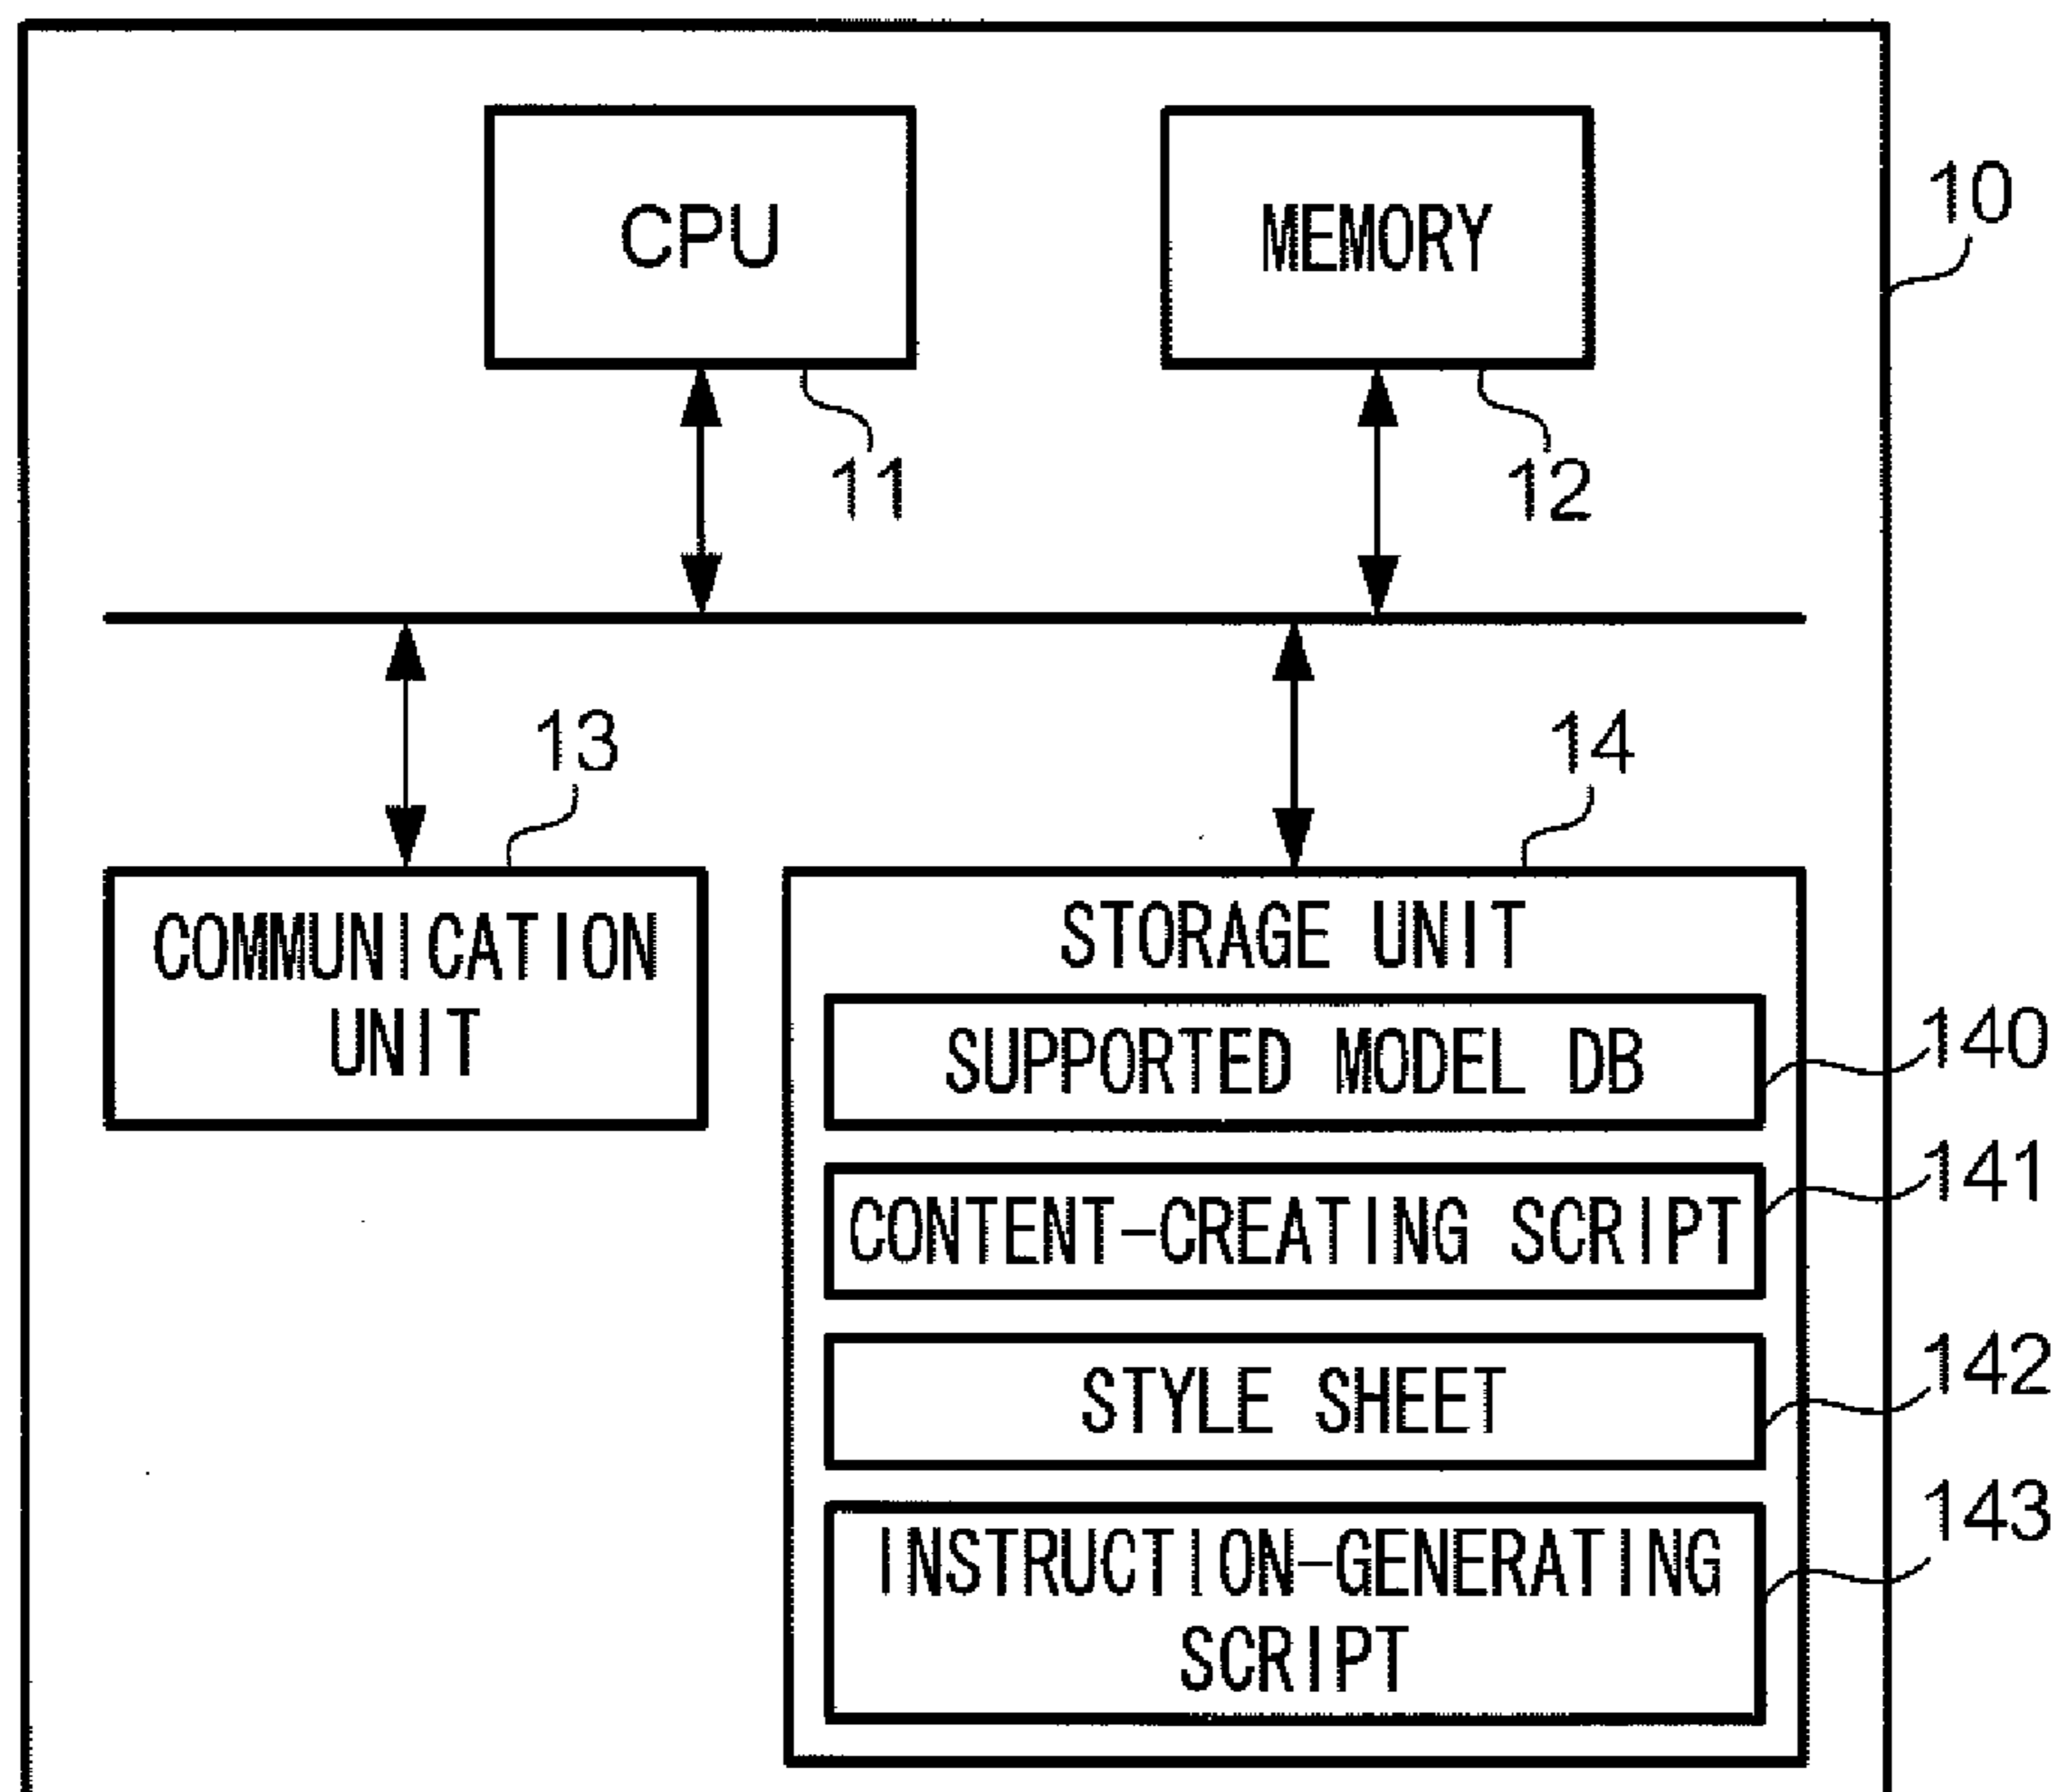 CPU
MEMORY
10
11
12
13
14
COMMUNICATION
UNIT
STORAGE UNIT
SUPPORTED MODEL DB
140
CONTENT-CREATING SCRIPT
141
STYLE SHEET
142
INSTRUCTION-GENERATING
SCRIPT
143